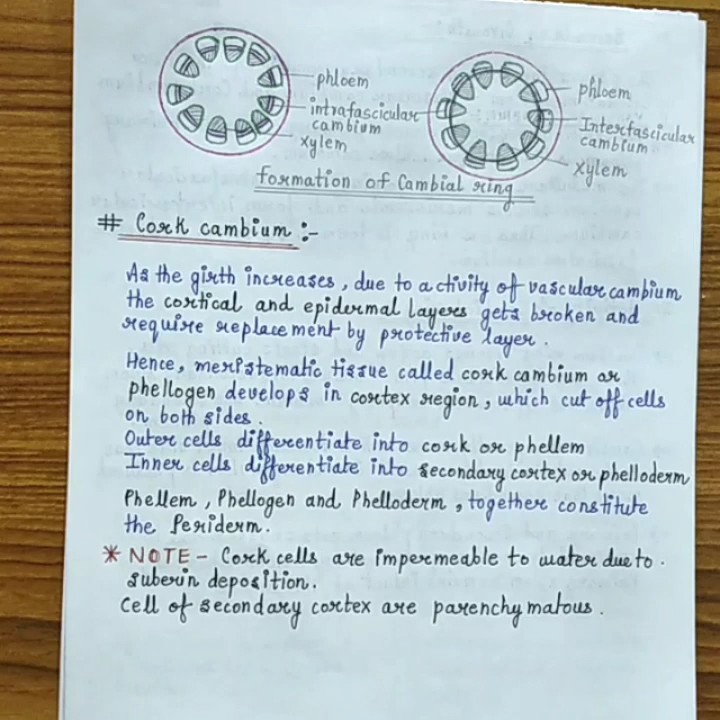 phloem
intrafascicular
cambium
xylem
phloem
Interfascicular
cambium
xylem
Formation of Cambial ring
# Cork cambium :-
As the girth increases, due to activity of vascular cambium
the cortical and epidermal layers gets broken and
require replacement by protective layer.
Hence, meristematic tissue called cork cambium or
phellogen develops in cortex region, which cut off cells
on both sides.
Outer cells differentiate into cork or phellem
Inner cells differentiate into secondary cortex or phelloderm
Phellem, Phellogen and Phelloderm, together constitute
the Periderm.
* NOTE - Cork cells are impermeable to water due to.
suberin deposition.
Cell of secondary cortex are parenchymatous.